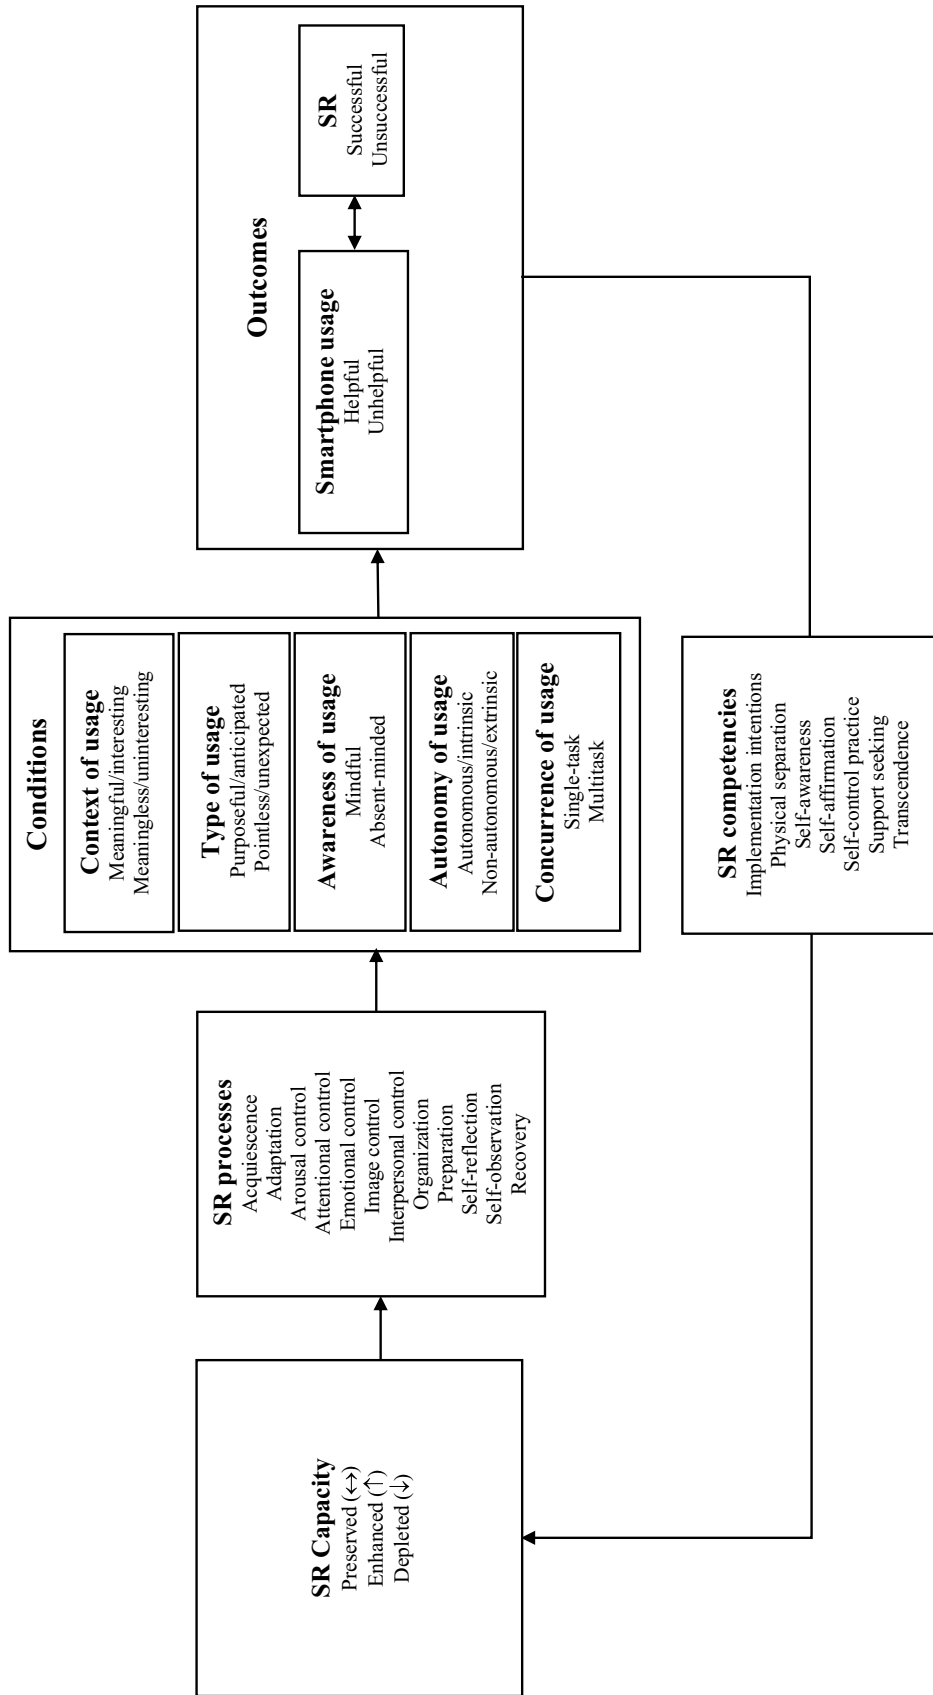 SR Capacity
Preserved (↔)
Enhanced (↑)
Depleted (↓)
SR processes
Acquiescence
Adaptation
Arousal control
Attentional control
Emotional control
Image control
Interpersonal control
Organization
Preparation
Self-reflection
Self-observation
Recovery
Conditions
Context of usage
Meaningful/interesting
Meaningless/uninteresting
Type of usage
Purposeful/anticipated
Pointless/unexpected
Awareness of usage
Mindful
Absent-minded
Autonomy of usage
Autonomous/intrinsic
Non-autonomous/extrinsic
Concurrence of usage
Single-task
Multitask
Outcomes
Smartphone usage
Helpful
Unhelpful
SR
Successful
Unsuccessful
SR competencies
Implementation intentions
Physical separation
Self-awareness
Self-affirmation
Self-control practice
Support seeking
Transcendence